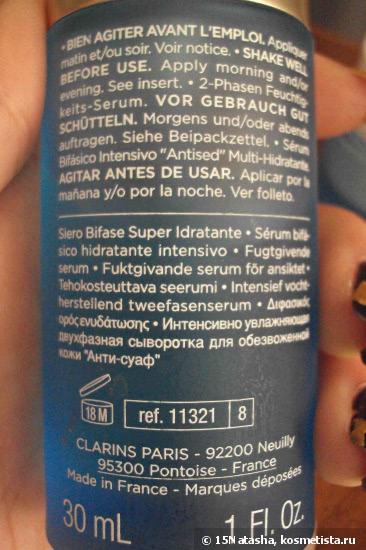 • BIEN AGITER AVANT L'EMPLOI. Appliquer
matin et/ou soir. Voir notice. • SHAKE WELL
BEFORE USE. Apply morning and/or
evening. See insert. • 2-Phasen Feuchtig-
keits-Serum. VOR GEBRAUCH GUT
SCHÜTTELN. Morgens und/oder abends
auftragen. Siehe Beipackzettel. • Sérum
Bifásico Intensivo "Antised" Multi-Hidratante
AGITAR ANTES DE USAR. Aplicar por la
mañana y/o por la noche. Ver folleto.
Siero Bifase Super Idratante • Sérum bifá-
sico hidratante intensivo • Fugtgivende
serum • Fuktgivande serum för ansiktet •
Tehokosteuttava seerumi • Intensief vocht-
herstellend tweefasenserum • Διφασικός
ορός ενυδάτωσης • Интенсивно увлажняющая
двухфазная сыворотка для обезвоженной
кожи "Анти-суаф"
18 M
ref. 11321 8
CLARINS PARIS - 92200 Neuilly
95300 Pontoise - France
Made in France - Marques déposées
30 mL 1 Fl. Oz.
© 15Natasha, kosmetista.ru